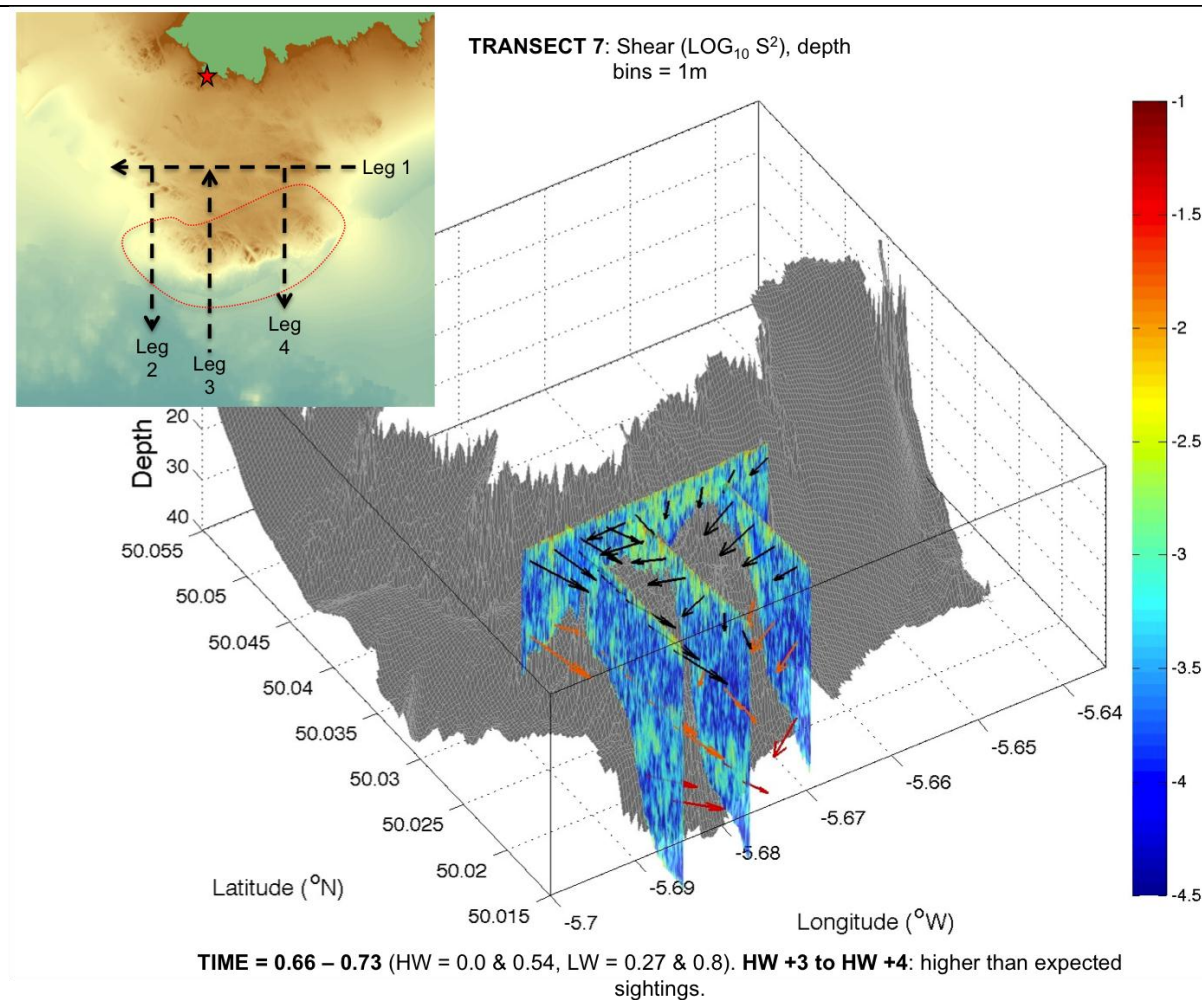 TRANSECT 7: Shear (LOG₁₀ S²), depth
bins = 1m
Leg 1
Leg
2
Leg
3
Leg
4
-1
-1.5
-2
-2.5
-3
-3.5
-4
-4.5
Depth
20
30
40
50.055
50.05
50.045
50.04
50.035
50.03
50.025
50.02
50.015
-5.7
-5.69
-5.68
-5.67
-5.66
-5.65
-5.64
Latitude (°N)
Longitude (°W)
TIME = 0.66 – 0.73 (HW = 0.0 & 0.54, LW = 0.27 & 0.8). HW +3 to HW +4: higher than expected
sightings.